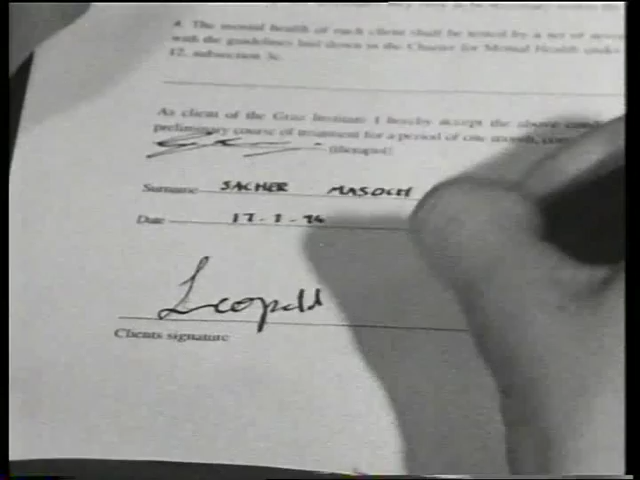 4. The mental health of each client shall be tested by a set of
with the guidelines laid down in the Charter for Mental Health under
12, subsection 3c.
As client of the Graz Institute I hereby accept the above
preliminary course of treatment for a period of one month,
(therapist)
Surname SACHER MASOCH
Date 17-1-94
Leopold
Clients signature